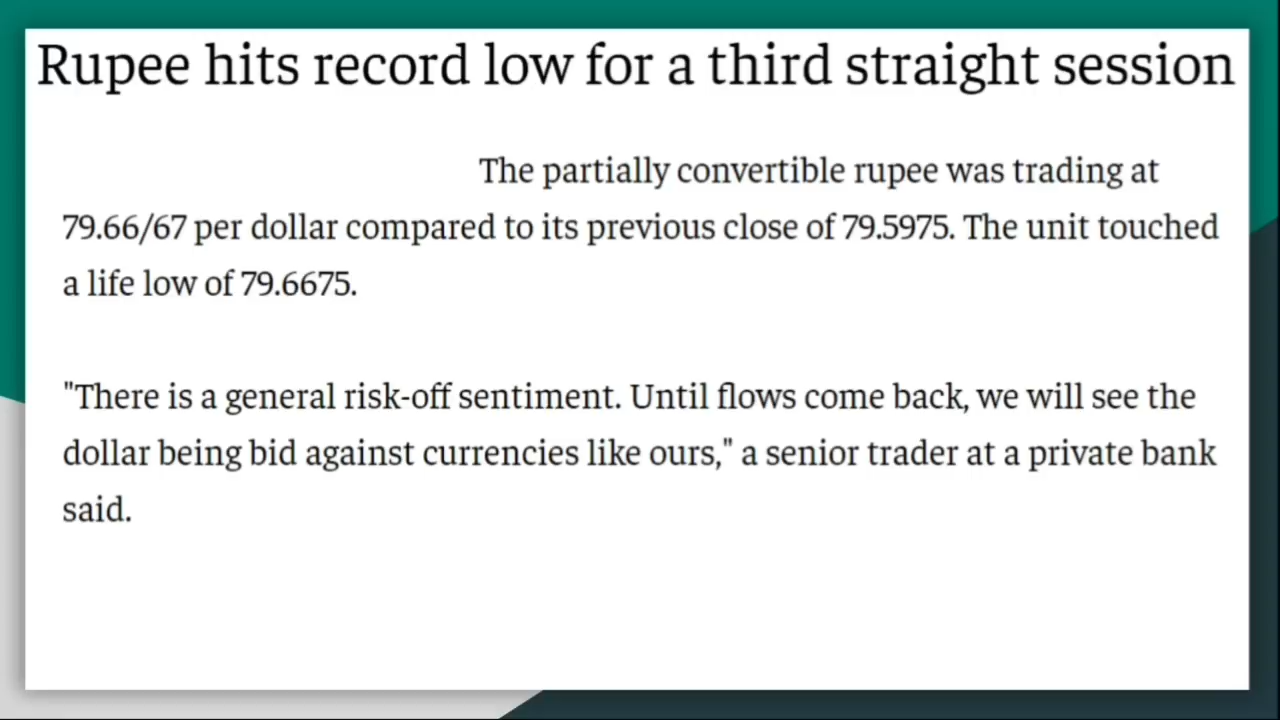 Rupee hits record low for a third straight session
The partially convertible rupee was trading at
79.66/67 per dollar compared to its previous close of 79.5975. The unit touched
a life low of 79.6675.
"There is a general risk-off sentiment. Until flows come back, we will see the
dollar being bid against currencies like ours," a senior trader at a private bank
said.